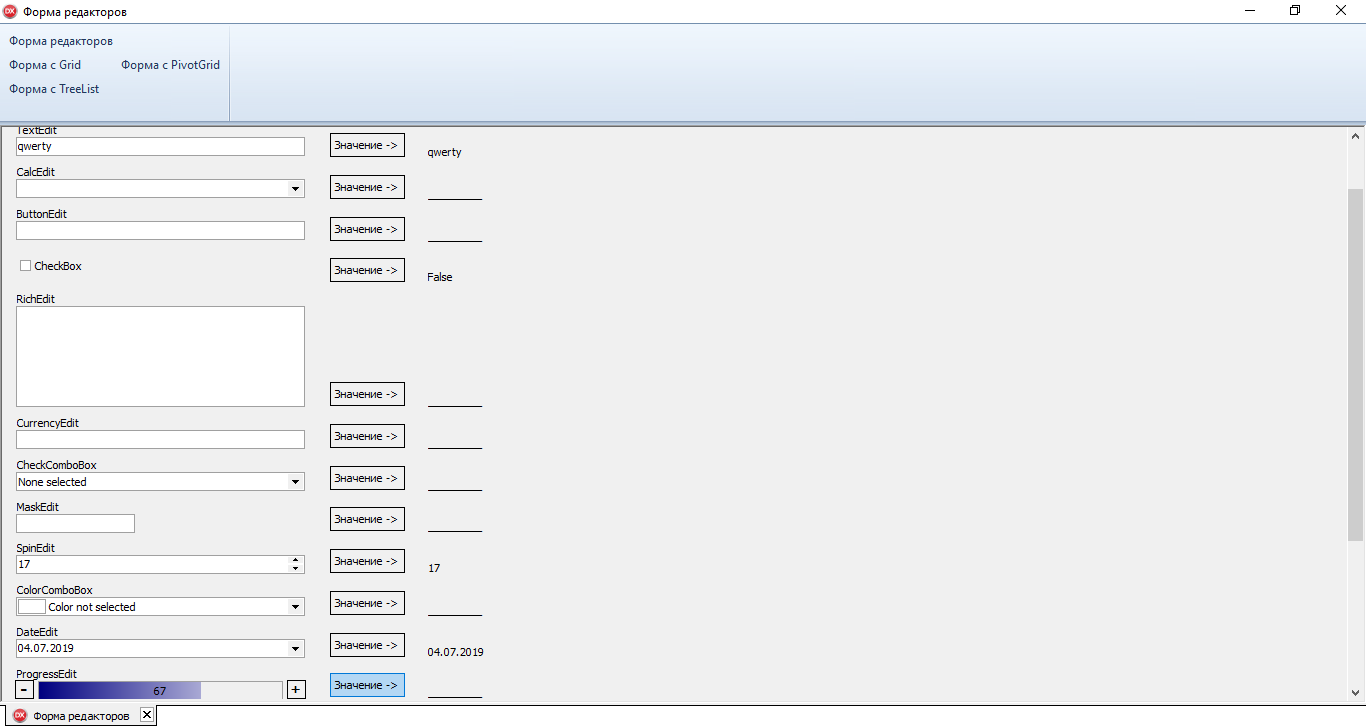 DX Форма редакторов
Форма редакторов
Форма с Grid Форма с PivotGrid
Форма с TreeList
TextEdit
qwerty Значение -> qwerty
CalcEdit
Значение ->
ButtonEdit
Значение ->
CheckBox Значение -> False
RichEdit
Значение ->
CurrencyEdit
Значение ->
CheckComboBox
None selected Значение ->
MaskEdit
Значение ->
SpinEdit
17 Значение -> 17
ColorComboBox
Color not selected Значение ->
DateEdit
04.07.2019 Значение -> 04.07.2019
ProgressEdit
- 67 + Значение ->
DX Форма редакторов